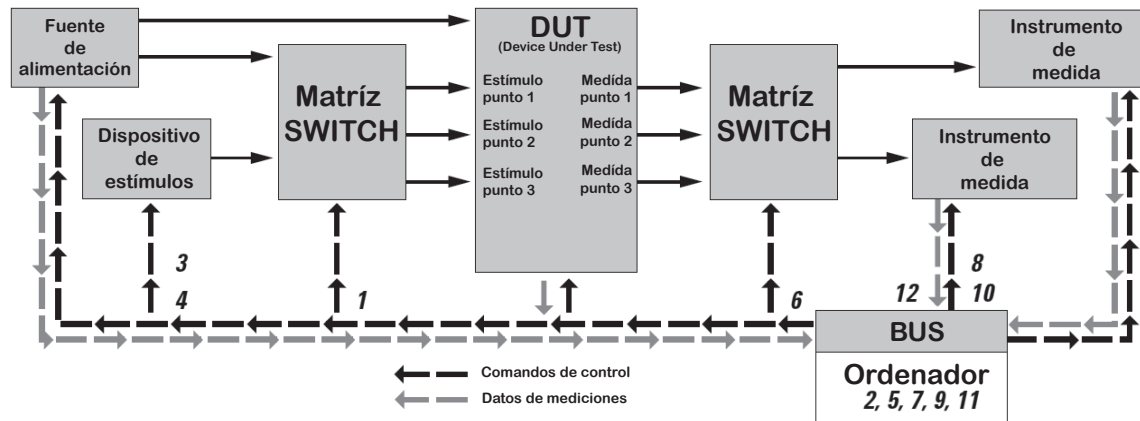 Fuente
de
alimentación
Dispositivo
de
estímulos
Matríz
SWITCH
DUT
(Device Under Test)
Estímulo
punto 1
Estímulo
punto 2
Estímulo
punto 3
Medída
punto 1
Medída
punto 2
Medída
punto 3
Matríz
SWITCH
Instrumento
de
medida
Instrumento
de
medida
3
4
1
6
8
12
10
BUS
Ordenador
2, 5, 7, 9, 11
Comandos de control
Datos de mediciones